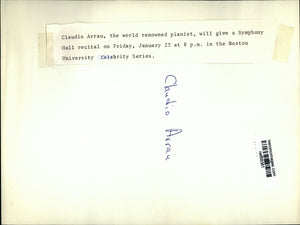 Claudio Arrau, the world renowned pianist, will give a Symphony
Hall recital on Friday, January 25 at 8 p.m. in the Boston
University Celebrity Series.
Claudio Arrau